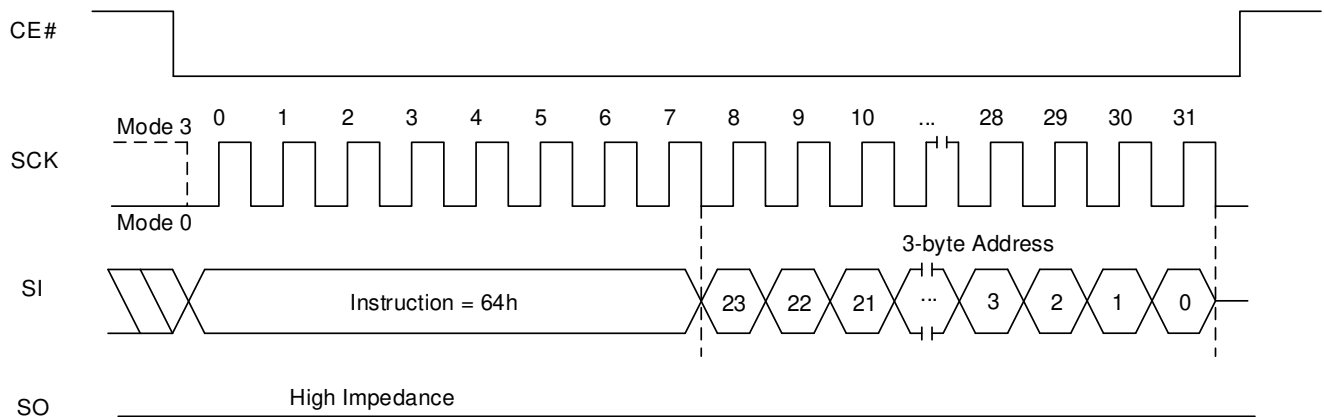 CE#
0 1 2 3 4 5 6 7 8 9 10 ... 28 29 30 31
Mode 3
SCK
Mode 0
3-byte Address
SI
Instruction = 64h 23 22 21 ... 3 2 1 0
High Impedance
SO